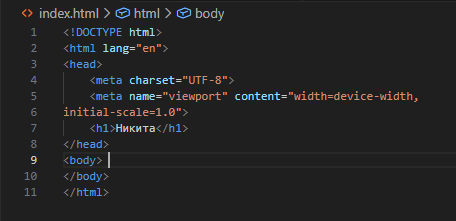 index.html > html > body
1 <!DOCTYPE html>
2 <html lang="en">
3 <head>
4 <meta charset="UTF-8">
5 <meta name="viewport" content="width=device-width,
6 initial-scale=1.0">
7 <h1>Никита</h1>
8 </head>
9 <body>
10 </body>
11 </html>